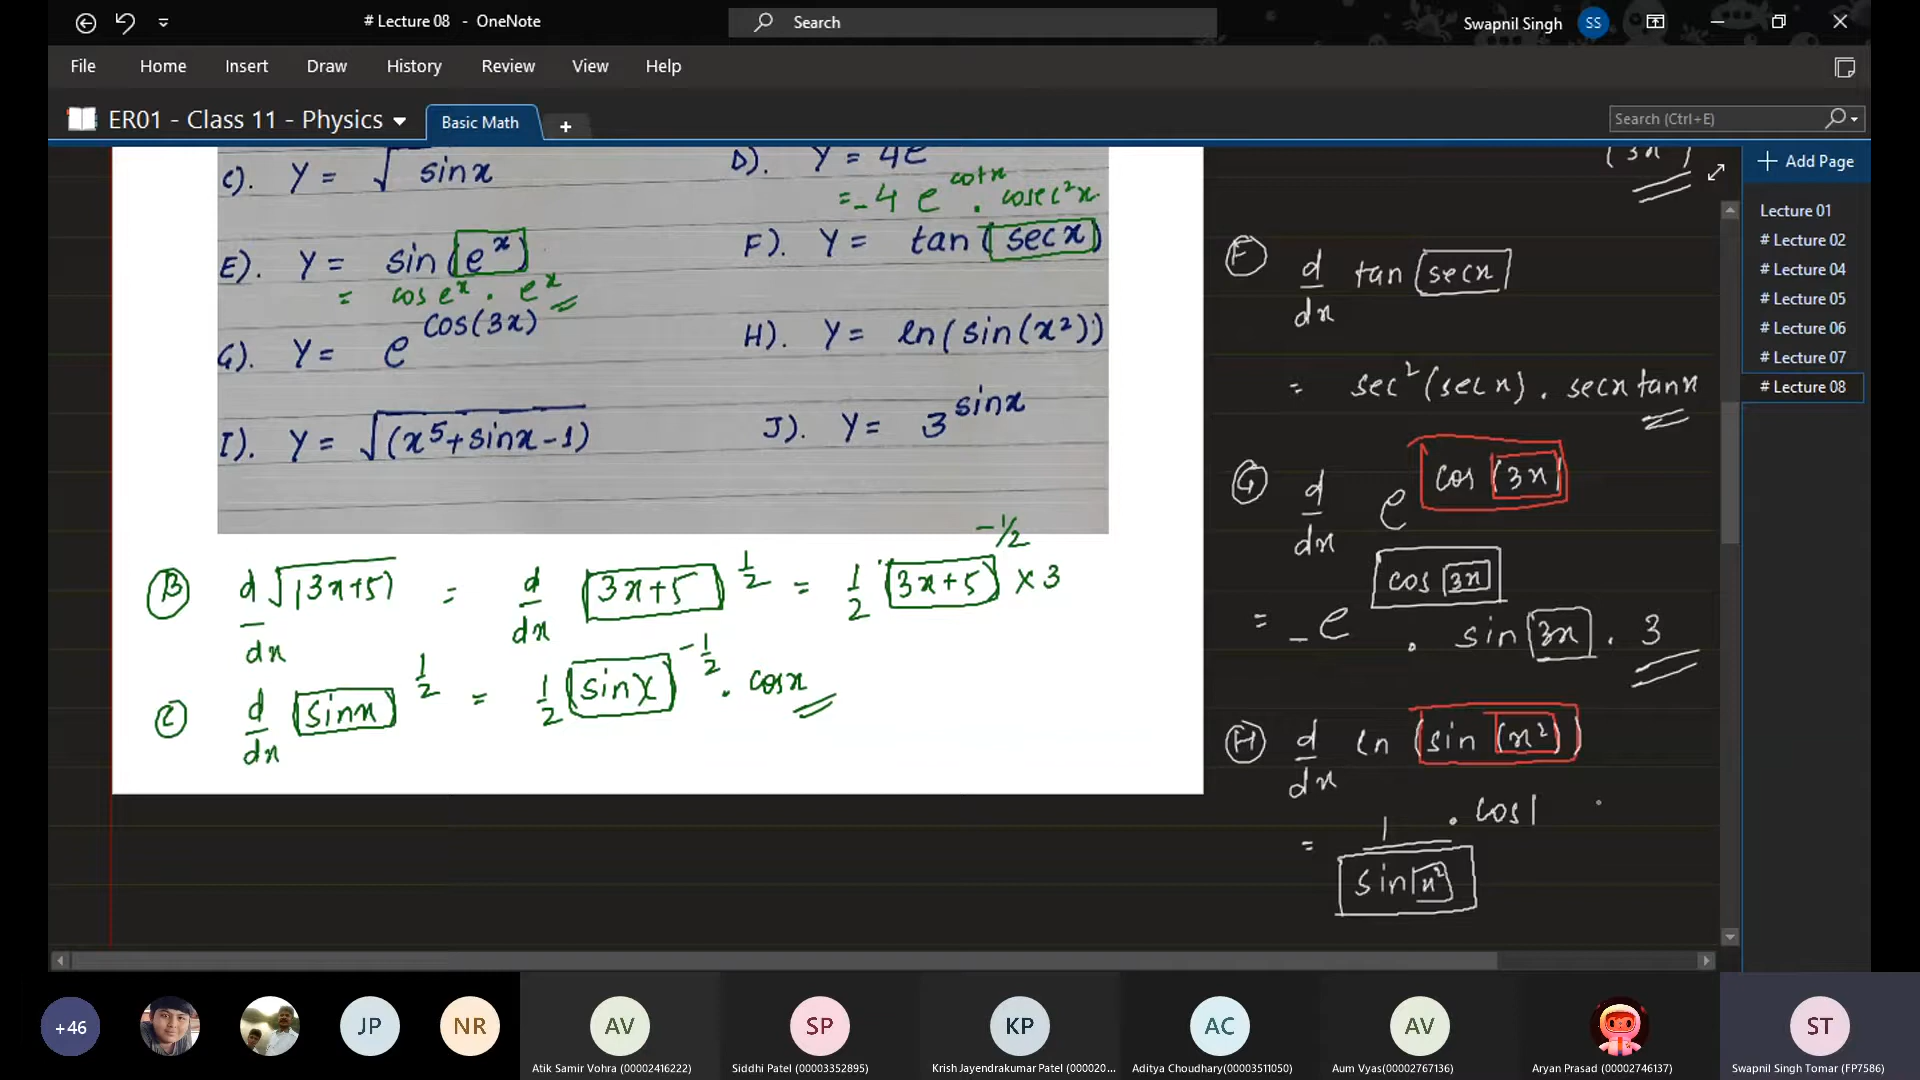 # Lecture 08 - OneNote
Search
Swapnil Singh SS
File Home Insert Draw History Review View Help
ER01 - Class 11 - Physics
Basic Math
+
Search (Ctrl+E)
+ Add Page
Lecture 01
# Lecture 02
# Lecture 04
# Lecture 05
# Lecture 06
# Lecture 07
# Lecture 08
C). Y = √sinx
D). Y = 4e
= -4 e^cotx . cosec²x
E). Y = sin(e^x)
= cos e^x . e^x
F). Y = tan(secx)
G). Y = e^cos(3x)
H). Y = ln(sin(x²))
I). Y = √(x⁵+sinx-1)
J). Y = 3^sinx
(B) d/dx √(3x+5) = d/dx (3x+5)^1/2 = 1/2 (3x+5)^-1/2 × 3
(C) d/dx (sinx)^1/2 = 1/2 (sinx)^-1/2 . cosx
(3x)
(F) d/dx tan (secx)
= sec²(secx) . secx tanx
(G) d/dx e^cos(3x)
= -e^cos(3x) . sin(3x) . 3
(H) d/dx ln (sin (x²))
= 1/sin(x²) . cos(
+46
JP
NR
AV
SP
KP
AC
AV
ST
Atik Samir Vohra (00002416222)
Siddhi Patel (00003352895)
Krish Jayendrakumar Patel (000020...
Aditya Choudhary(00003511050)
Aum Vyas(00002767136)
Aryan Prasad (00002746137)
Swapnil Singh Tomar (FP7586)